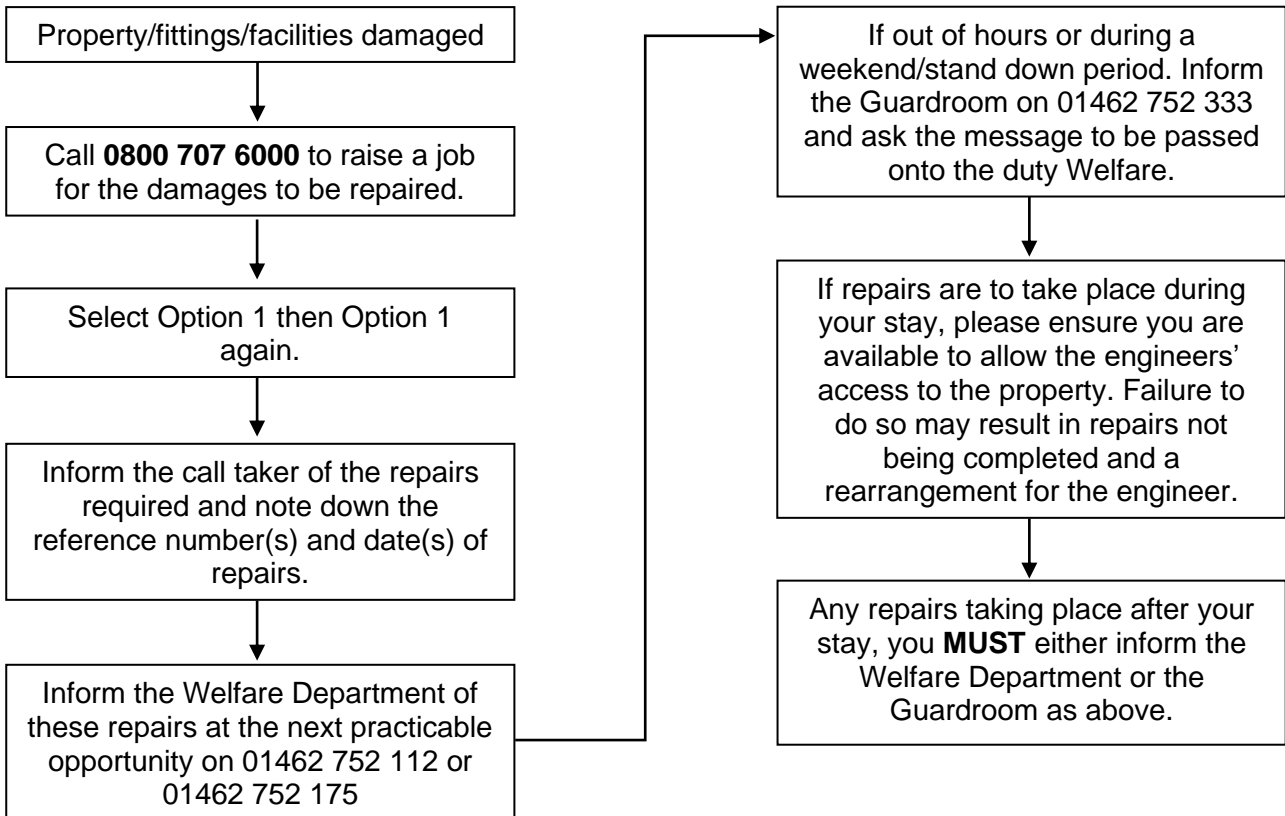 Property/fittings/facilities damaged
Call 0800 707 6000 to raise a job
for the damages to be repaired.
Select Option 1 then Option 1
again.
Inform the call taker of the repairs
required and note down the
reference number(s) and date(s) of
repairs.
Inform the Welfare Department of
these repairs at the next practicable
opportunity on 01462 752 112 or
01462 752 175
If out of hours or during a
weekend/stand down period. Inform
the Guardroom on 01462 752 333
and ask the message to be passed
onto the duty Welfare.
If repairs are to take place during
your stay, please ensure you are
available to allow the engineers’
access to the property. Failure to
do so may result in repairs not
being completed and a
rearrangement for the engineer.
Any repairs taking place after your
stay, you MUST either inform the
Welfare Department or the
Guardroom as above.